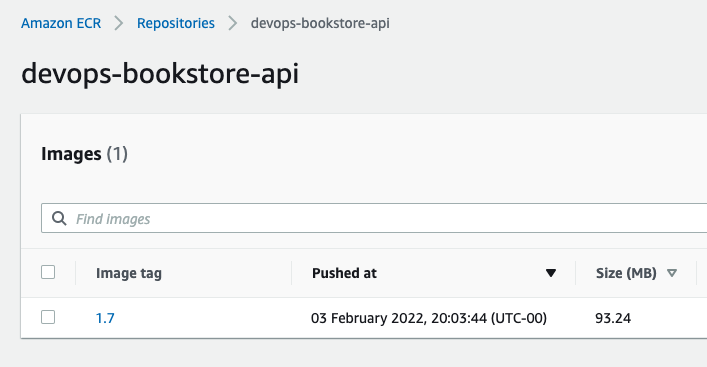 Amazon ECR > Repositories > devops-bookstore-api
devops-bookstore-api
Images (1)
Find images
Image tag Pushed at Size (MB)
1.7 03 February 2022, 20:03:44 (UTC-00) 93.24